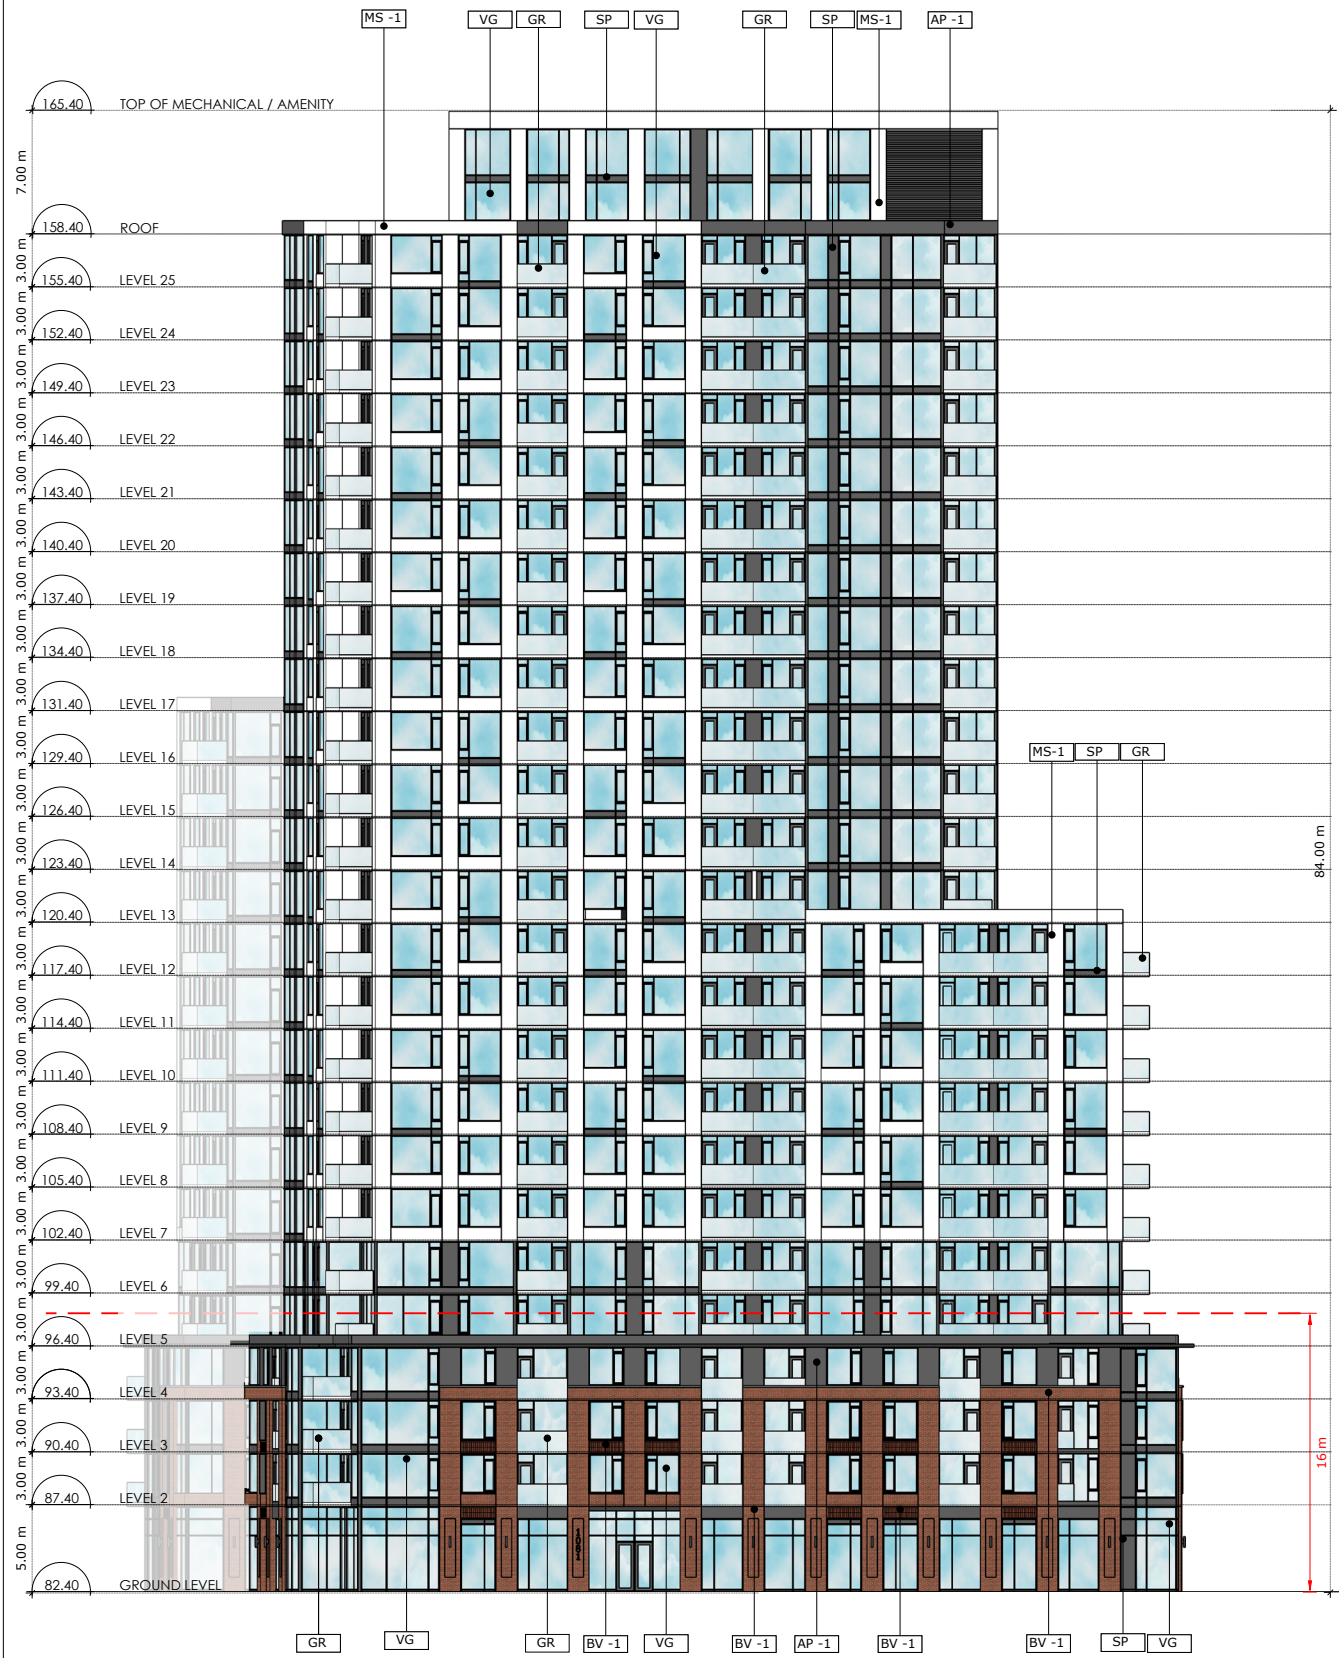 MS -1 VG GR SP VG GR SP MS-1 AP -1
165.40 TOP OF MECHANICAL / AMENITY
7.00 m
158.40 ROOF
3.00 m
155.40 LEVEL 25
3.00 m
152.40 LEVEL 24
3.00 m
149.40 LEVEL 23
3.00 m
146.40 LEVEL 22
3.00 m
143.40 LEVEL 21
3.00 m
140.40 LEVEL 20
3.00 m
137.40 LEVEL 19
3.00 m
134.40 LEVEL 18
3.00 m
131.40 LEVEL 17
3.00 m
129.40 LEVEL 16
MS-1 SP GR
3.00 m
126.40 LEVEL 15
3.00 m
84.00 m
123.40 LEVEL 14
3.00 m
120.40 LEVEL 13
3.00 m
117.40 LEVEL 12
3.00 m
114.40 LEVEL 11
3.00 m
111.40 LEVEL 10
3.00 m
108.40 LEVEL 9
3.00 m
105.40 LEVEL 8
3.00 m
102.40 LEVEL 7
3.00 m
99.40 LEVEL 6
3.00 m
96.40 LEVEL 5
3.00 m
93.40 LEVEL 4
3.00 m
90.40 LEVEL 3
16 m
3.00 m
87.40 LEVEL 2
5.00 m
1081
82.40 GROUND LEVEL
GR VG GR BV -1 VG BV -1 AP -1 BV -1 BV -1 SP VG